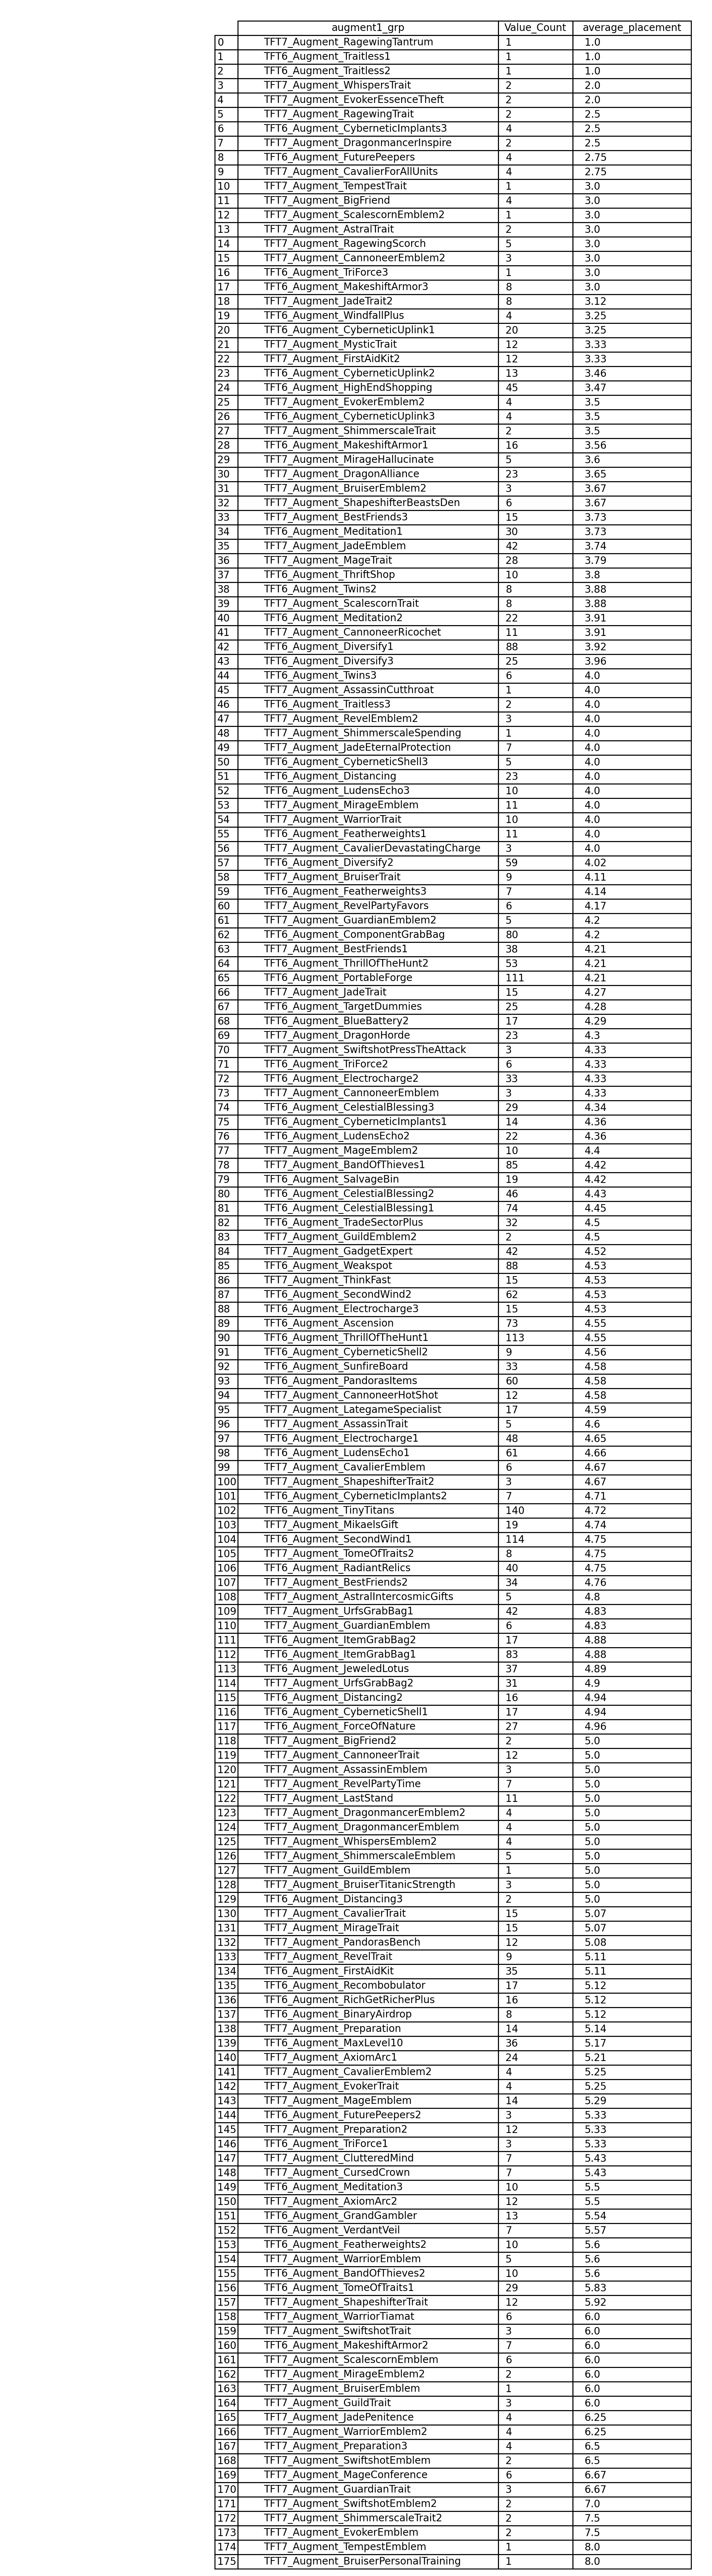 augment1_grp Value_Count average_placement
0 TFT7_Augment_RagewingTantrum 1 1.0
1 TFT6_Augment_Traitless1 1 1.0
2 TFT6_Augment_Traitless2 1 1.0
3 TFT7_Augment_WhispersTrait 2 2.0
4 TFT7_Augment_EvokerEssenceTheft 2 2.0
5 TFT7_Augment_RagewingTrait 2 2.5
6 TFT6_Augment_CyberneticImplants3 4 2.5
7 TFT7_Augment_DragonmancerInspire 2 2.5
8 TFT6_Augment_FuturePeepers 4 2.75
9 TFT7_Augment_CavalierForAllUnits 4 2.75
10 TFT7_Augment_TempestTrait 1 3.0
11 TFT7_Augment_BigFriend 4 3.0
12 TFT7_Augment_ScalescornEmblem2 1 3.0
13 TFT7_Augment_AstralTrait 2 3.0
14 TFT7_Augment_RagewingScorch 5 3.0
15 TFT7_Augment_CannoneerEmblem2 3 3.0
16 TFT6_Augment_TriForce3 1 3.0
17 TFT6_Augment_MakeshiftArmor3 8 3.0
18 TFT7_Augment_JadeTrait2 8 3.12
19 TFT6_Augment_WindfallPlus 4 3.25
20 TFT6_Augment_CyberneticUplink1 20 3.25
21 TFT7_Augment_MysticTrait 12 3.33
22 TFT7_Augment_FirstAidKit2 12 3.33
23 TFT6_Augment_CyberneticUplink2 13 3.46
24 TFT6_Augment_HighEndShopping 45 3.47
25 TFT7_Augment_EvokerEmblem2 4 3.5
26 TFT6_Augment_CyberneticUplink3 4 3.5
27 TFT7_Augment_ShimmerscaleTrait 2 3.5
28 TFT6_Augment_MakeshiftArmor1 16 3.56
29 TFT7_Augment_MirageHallucinate 5 3.6
30 TFT7_Augment_DragonAlliance 23 3.65
31 TFT7_Augment_BruiserEmblem2 3 3.67
32 TFT7_Augment_ShapeshifterBeastsDen 6 3.67
33 TFT7_Augment_BestFriends3 15 3.73
34 TFT6_Augment_Meditation1 30 3.73
35 TFT7_Augment_JadeEmblem 42 3.74
36 TFT7_Augment_MageTrait 28 3.79
37 TFT6_Augment_ThriftShop 10 3.8
38 TFT6_Augment_Twins2 8 3.88
39 TFT7_Augment_ScalescornTrait 8 3.88
40 TFT6_Augment_Meditation2 22 3.91
41 TFT7_Augment_CannoneerRicochet 11 3.91
42 TFT6_Augment_Diversify1 88 3.92
43 TFT6_Augment_Diversify3 25 3.96
44 TFT6_Augment_Twins3 6 4.0
45 TFT7_Augment_AssassinCutthroat 1 4.0
46 TFT6_Augment_Traitless3 2 4.0
47 TFT7_Augment_RevelEmblem2 3 4.0
48 TFT7_Augment_ShimmerscaleSpending 1 4.0
49 TFT7_Augment_JadeEternalProtection 7 4.0
50 TFT6_Augment_CyberneticShell3 5 4.0
51 TFT6_Augment_Distancing 23 4.0
52 TFT6_Augment_LudensEcho3 10 4.0
53 TFT7_Augment_MirageEmblem 11 4.0
54 TFT7_Augment_WarriorTrait 10 4.0
55 TFT6_Augment_Featherweights1 11 4.0
56 TFT7_Augment_CavalierDevastatingCharge 3 4.0
57 TFT6_Augment_Diversify2 59 4.02
58 TFT7_Augment_BruiserTrait 9 4.11
59 TFT6_Augment_Featherweights3 7 4.14
60 TFT7_Augment_RevelPartyFavors 6 4.17
61 TFT7_Augment_GuardianEmblem2 5 4.2
62 TFT6_Augment_ComponentGrabBag 80 4.2
63 TFT7_Augment_BestFriends1 38 4.21
64 TFT6_Augment_ThrillOfTheHunt2 53 4.21
65 TFT6_Augment_PortableForge 111 4.21
66 TFT7_Augment_JadeTrait 15 4.27
67 TFT6_Augment_TargetDummies 25 4.28
68 TFT6_Augment_BlueBattery2 17 4.29
69 TFT7_Augment_DragonHorde 23 4.3
70 TFT7_Augment_SwiftshotPressTheAttack 3 4.33
71 TFT6_Augment_TriForce2 6 4.33
72 TFT6_Augment_Electrocharge2 33 4.33
73 TFT7_Augment_CannoneerEmblem 3 4.33
74 TFT6_Augment_CelestialBlessing3 29 4.34
75 TFT6_Augment_CyberneticImplants1 14 4.36
76 TFT6_Augment_LudensEcho2 22 4.36
77 TFT7_Augment_MageEmblem2 10 4.4
78 TFT7_Augment_BandOfThieves1 85 4.42
79 TFT6_Augment_SalvageBin 19 4.42
80 TFT6_Augment_CelestialBlessing2 46 4.43
81 TFT6_Augment_CelestialBlessing1 74 4.45
82 TFT6_Augment_TradeSectorPlus 32 4.5
83 TFT7_Augment_GuildEmblem2 2 4.5
84 TFT7_Augment_GadgetExpert 42 4.52
85 TFT6_Augment_Weakspot 88 4.53
86 TFT7_Augment_ThinkFast 15 4.53
87 TFT6_Augment_SecondWind2 62 4.53
88 TFT6_Augment_Electrocharge3 15 4.53
89 TFT6_Augment_Ascension 73 4.55
90 TFT6_Augment_ThrillOfTheHunt1 113 4.55
91 TFT6_Augment_CyberneticShell2 9 4.56
92 TFT6_Augment_SunfireBoard 33 4.58
93 TFT6_Augment_PandorasItems 60 4.58
94 TFT7_Augment_CannoneerHotShot 12 4.58
95 TFT7_Augment_LategameSpecialist 17 4.59
96 TFT7_Augment_AssassinTrait 5 4.6
97 TFT6_Augment_Electrocharge1 48 4.65
98 TFT6_Augment_LudensEcho1 61 4.66
99 TFT7_Augment_CavalierEmblem 6 4.67
100 TFT7_Augment_ShapeshifterTrait2 3 4.67
101 TFT6_Augment_CyberneticImplants2 7 4.71
102 TFT6_Augment_TinyTitans 140 4.72
103 TFT7_Augment_MikaelsGift 19 4.74
104 TFT6_Augment_SecondWind1 114 4.75
105 TFT7_Augment_TomeOfTraits2 8 4.75
106 TFT6_Augment_RadiantRelics 40 4.75
107 TFT7_Augment_BestFriends2 34 4.76
108 TFT7_Augment_AstralIntercosmicGifts 5 4.8
109 TFT7_Augment_UrfsGrabBag1 42 4.83
110 TFT7_Augment_GuardianEmblem 6 4.83
111 TFT6_Augment_ItemGrabBag2 17 4.88
112 TFT6_Augment_ItemGrabBag1 83 4.88
113 TFT6_Augment_JeweledLotus 37 4.89
114 TFT7_Augment_UrfsGrabBag2 31 4.9
115 TFT6_Augment_Distancing2 16 4.94
116 TFT6_Augment_CyberneticShell1 17 4.94
117 TFT6_Augment_ForceOfNature 27 4.96
118 TFT7_Augment_BigFriend2 2 5.0
119 TFT7_Augment_CannoneerTrait 12 5.0
120 TFT7_Augment_AssassinEmblem 3 5.0
121 TFT7_Augment_RevelPartyTime 7 5.0
122 TFT7_Augment_LastStand 11 5.0
123 TFT7_Augment_DragonmancerEmblem2 4 5.0
124 TFT7_Augment_DragonmancerEmblem 4 5.0
125 TFT7_Augment_WhispersEmblem2 4 5.0
126 TFT7_Augment_ShimmerscaleEmblem 5 5.0
127 TFT7_Augment_GuildEmblem 1 5.0
128 TFT7_Augment_BruiserTitanicStrength 3 5.0
129 TFT6_Augment_Distancing3 2 5.0
130 TFT7_Augment_CavalierTrait 15 5.07
131 TFT7_Augment_MirageTrait 15 5.07
132 TFT7_Augment_PandorasBench 12 5.08
133 TFT7_Augment_RevelTrait 9 5.11
134 TFT6_Augment_FirstAidKit 35 5.11
135 TFT6_Augment_Recombobulator 17 5.12
136 TFT6_Augment_RichGetRicherPlus 16 5.12
137 TFT6_Augment_BinaryAirdrop 8 5.12
138 TFT7_Augment_Preparation 14 5.14
139 TFT6_Augment_MaxLevel10 36 5.17
140 TFT7_Augment_AxiomArc1 24 5.21
141 TFT7_Augment_CavalierEmblem2 4 5.25
142 TFT7_Augment_EvokerTrait 4 5.25
143 TFT7_Augment_MageEmblem 14 5.29
144 TFT6_Augment_FuturePeepers2 3 5.33
145 TFT7_Augment_Preparation2 12 5.33
146 TFT6_Augment_TriForce1 3 5.33
147 TFT7_Augment_ClutteredMind 7 5.43
148 TFT7_Augment_CursedCrown 7 5.43
149 TFT6_Augment_Meditation3 10 5.5
150 TFT7_Augment_AxiomArc2 12 5.5
151 TFT6_Augment_GrandGambler 13 5.54
152 TFT6_Augment_VerdantVeil 7 5.57
153 TFT6_Augment_Featherweights2 10 5.6
154 TFT7_Augment_WarriorEmblem 5 5.6
155 TFT6_Augment_BandOfThieves2 10 5.6
156 TFT6_Augment_TomeOfTraits1 29 5.83
157 TFT7_Augment_ShapeshifterTrait 12 5.92
158 TFT7_Augment_WarriorTiamat 6 6.0
159 TFT7_Augment_SwiftshotTrait 3 6.0
160 TFT6_Augment_MakeshiftArmor2 7 6.0
161 TFT7_Augment_ScalescornEmblem 6 6.0
162 TFT7_Augment_MirageEmblem2 2 6.0
163 TFT7_Augment_BruiserEmblem 1 6.0
164 TFT7_Augment_GuildTrait 3 6.0
165 TFT7_Augment_JadePenitence 4 6.25
166 TFT7_Augment_WarriorEmblem2 4 6.25
167 TFT7_Augment_Preparation3 4 6.5
168 TFT7_Augment_SwiftshotEmblem 2 6.5
169 TFT7_Augment_MageConference 6 6.67
170 TFT7_Augment_GuardianTrait 3 6.67
171 TFT7_Augment_SwiftshotEmblem2 2 7.0
172 TFT7_Augment_ShimmerscaleTrait2 2 7.5
173 TFT7_Augment_EvokerEmblem 2 7.5
174 TFT7_Augment_TempestEmblem 1 8.0
175 TFT7_Augment_BruiserPersonalTraining 1 8.0